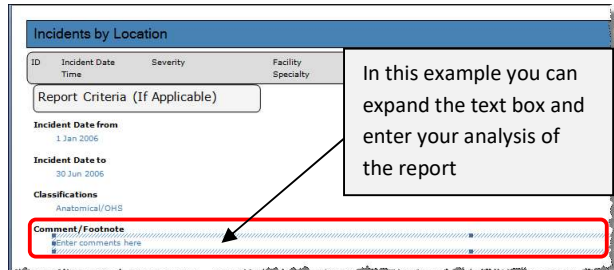 Incidents by Location
ID Incident Date Severity Facility
Time Specialty
Report Criteria (If Applicable)
Incident Date from
1 Jan 2006
Incident Date to
30 Jun 2006
Classifications
Anatomical/OHS
Comment/Footnote
Enter comments here
In this example you can
expand the text box and
enter your analysis of
the report